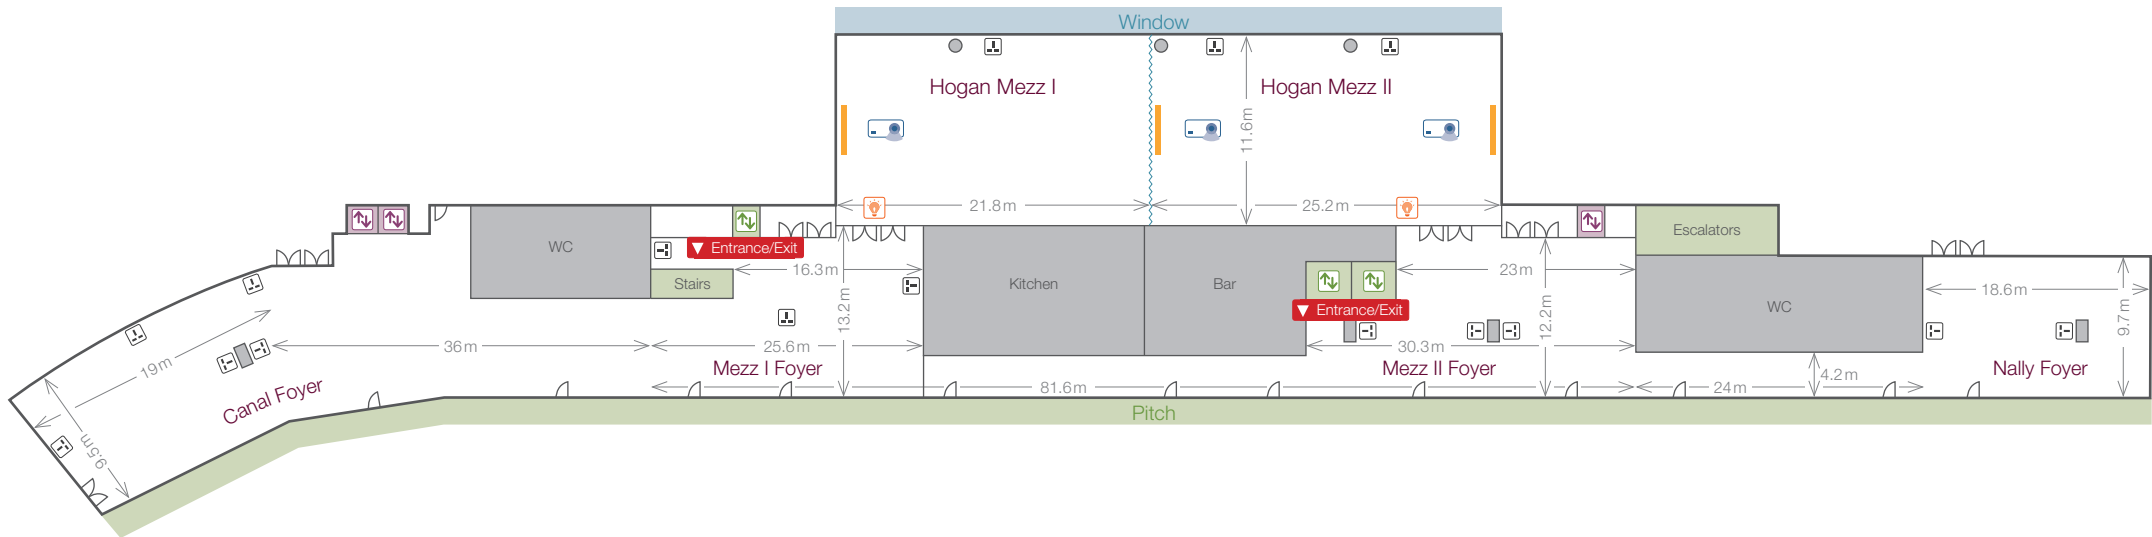 Window
Hogan Mezz I
Hogan Mezz II
11.6m
21.8m
25.2m
WC
Entrance/Exit
Escalators
16.3m
23m
Stairs
Kitchen
Bar
18.6m
13.2m
Entrance/Exit
12.2m
WC
9.7m
19m
36m
25.6m
30.3m
Mezz I Foyer
Mezz II Foyer
4.2m
Nally Foyer
Canal Foyer
81.6m
24m
Pitch
9.5m